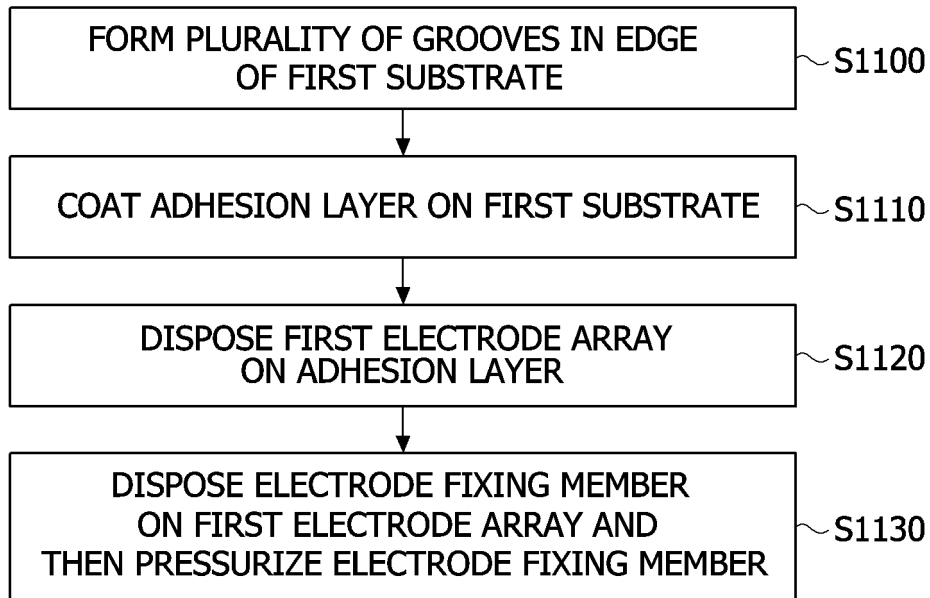 FORM PLURALITY OF GROOVES IN EDGE
OF FIRST SUBSTRATE
S1100
COAT ADHESION LAYER ON FIRST SUBSTRATE
S1110
DISPOSE FIRST ELECTRODE ARRAY
ON ADHESION LAYER
S1120
DISPOSE ELECTRODE FIXING MEMBER
ON FIRST ELECTRODE ARRAY AND
THEN PRESSURIZE ELECTRODE FIXING MEMBER
S1130